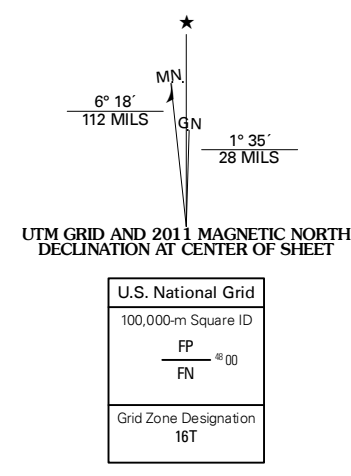 ★
MN
6° 18´
112 MILS
GN
1° 35´
28 MILS
UTM GRID AND 2011 MAGNETIC NORTH
DECLINATION AT CENTER OF SHEET
U.S. National Grid
100,000-m Square ID
FP
48 00
FN
Grid Zone Designation
16T